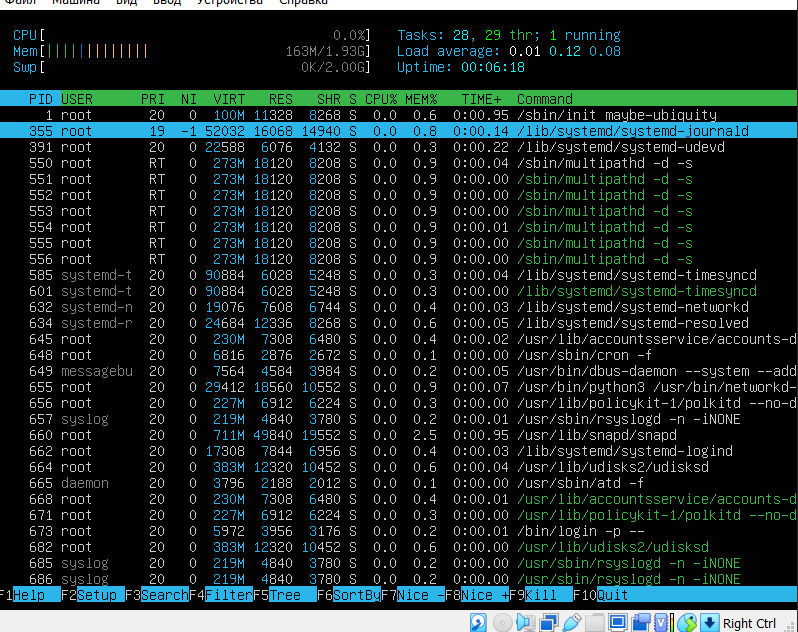 Файл Машина Вид Ввод Устройства Справка
CPU[ 0.0%] Tasks: 28, 29 thr; 1 running
Mem[||||||||||||| 163M/1.93G] Load average: 0.01 0.12 0.08
Swp[ 0K/2.00G] Uptime: 00:06:18
PID USER PRI NI VIRT RES SHR S CPU% MEM% TIME+ Command
1 root 20 0 100M 11328 8268 S 0.0 0.6 0:00.95 /sbin/init maybe-ubiquity
355 root 19 -1 52032 16068 14940 S 0.0 0.8 0:00.14 /lib/systemd/systemd-journald
391 root 20 0 22588 6076 4132 S 0.0 0.3 0:00.22 /lib/systemd/systemd-udevd
550 root RT 0 273M 18120 8208 S 0.0 0.9 0:00.04 /sbin/multipathd -d -s
551 root RT 0 273M 18120 8208 S 0.0 0.9 0:00.00 /sbin/multipathd -d -s
552 root RT 0 273M 18120 8208 S 0.0 0.9 0:00.00 /sbin/multipathd -d -s
553 root RT 0 273M 18120 8208 S 0.0 0.9 0:00.00 /sbin/multipathd -d -s
554 root RT 0 273M 18120 8208 S 0.0 0.9 0:00.01 /sbin/multipathd -d -s
555 root RT 0 273M 18120 8208 S 0.0 0.9 0:00.00 /sbin/multipathd -d -s
556 root RT 0 273M 18120 8208 S 0.0 0.9 0:00.00 /sbin/multipathd -d -s
585 systemd-t 20 0 90884 6028 5248 S 0.0 0.3 0:00.04 /lib/systemd/systemd-timesyncd
601 systemd-t 20 0 90884 6028 5248 S 0.0 0.3 0:00.00 /lib/systemd/systemd-timesyncd
632 systemd-n 20 0 19076 7608 6744 S 0.0 0.4 0:00.03 /lib/systemd/systemd-networkd
634 systemd-r 20 0 24684 12336 8268 S 0.0 0.6 0:00.05 /lib/systemd/systemd-resolved
645 root 20 0 230M 7308 6480 S 0.0 0.4 0:00.02 /usr/lib/accountsservice/accounts-d
648 root 20 0 6816 2876 2672 S 0.0 0.1 0:00.00 /usr/sbin/cron -f
649 messagebu 20 0 7564 4584 3984 S 0.0 0.2 0:00.05 /usr/bin/dbus-daemon --system --add
655 root 20 0 29412 18560 10552 S 0.0 0.9 0:00.07 /usr/bin/python3 /usr/bin/networkd-
656 root 20 0 227M 6912 6224 S 0.0 0.3 0:00.00 /usr/lib/policykit-1/polkitd --no-d
657 syslog 20 0 219M 4840 3780 S 0.0 0.2 0:00.01 /usr/sbin/rsyslogd -n -iNONE
660 root 20 0 711M 49840 19552 S 0.0 2.5 0:00.95 /usr/lib/snapd/snapd
662 root 20 0 17308 7844 6956 S 0.0 0.4 0:00.03 /lib/systemd/systemd-logind
664 root 20 0 383M 12320 10452 S 0.0 0.6 0:00.04 /usr/lib/udisks2/udisksd
665 daemon 20 0 3796 2188 2012 S 0.0 0.1 0:00.00 /usr/sbin/atd -f
668 root 20 0 230M 7308 6480 S 0.0 0.4 0:00.01 /usr/lib/accountsservice/accounts-d
671 root 20 0 227M 6912 6224 S 0.0 0.3 0:00.00 /usr/lib/policykit-1/polkitd --no-d
673 root 20 0 5972 3956 3176 S 0.0 0.2 0:00.01 /bin/login -p --
682 root 20 0 383M 12320 10452 S 0.0 0.6 0:00.00 /usr/lib/udisks2/udisksd
685 syslog 20 0 219M 4840 3780 S 0.0 0.2 0:00.00 /usr/sbin/rsyslogd -n -iNONE
686 syslog 20 0 219M 4840 3780 S 0.0 0.2 0:00.00 /usr/sbin/rsyslogd -n -iNONE
F1Help F2Setup F3SearchF4FilterF5Tree F6SortByF7Nice -F8Nice +F9Kill F10Quit
Right Ctrl